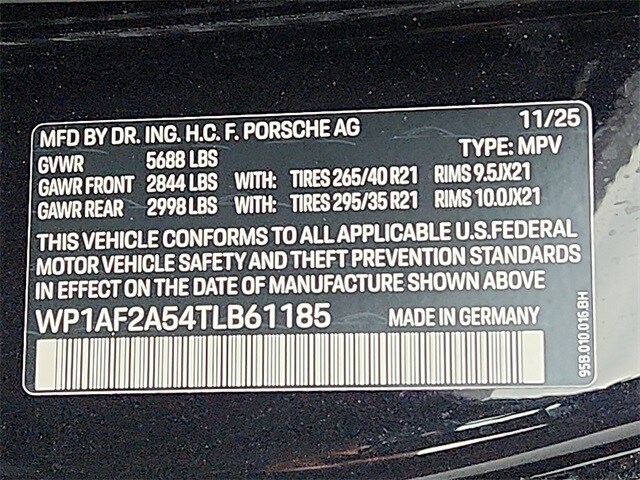 MFD BY DR. ING. H.C. F. PORSCHE AG 11/25
GVWR 5688 LBS TYPE: MPV
GAWR FRONT 2844 LBS WITH: TIRES 265/40 R21 RIMS 9.5JX21
GAWR REAR 2998 LBS WITH: TIRES 295/35 R21 RIMS 10.0JX21
THIS VEHICLE CONFORMS TO ALL APPLICABLE U.S.FEDERAL
MOTOR VEHICLE SAFETY AND THEFT PREVENTION STANDARDS
IN EFFECT ON THE DATE OF MANUFACTURE SHOWN ABOVE
WP1AF2A54TLB61185 MADE IN GERMANY
95B.010.016.BH